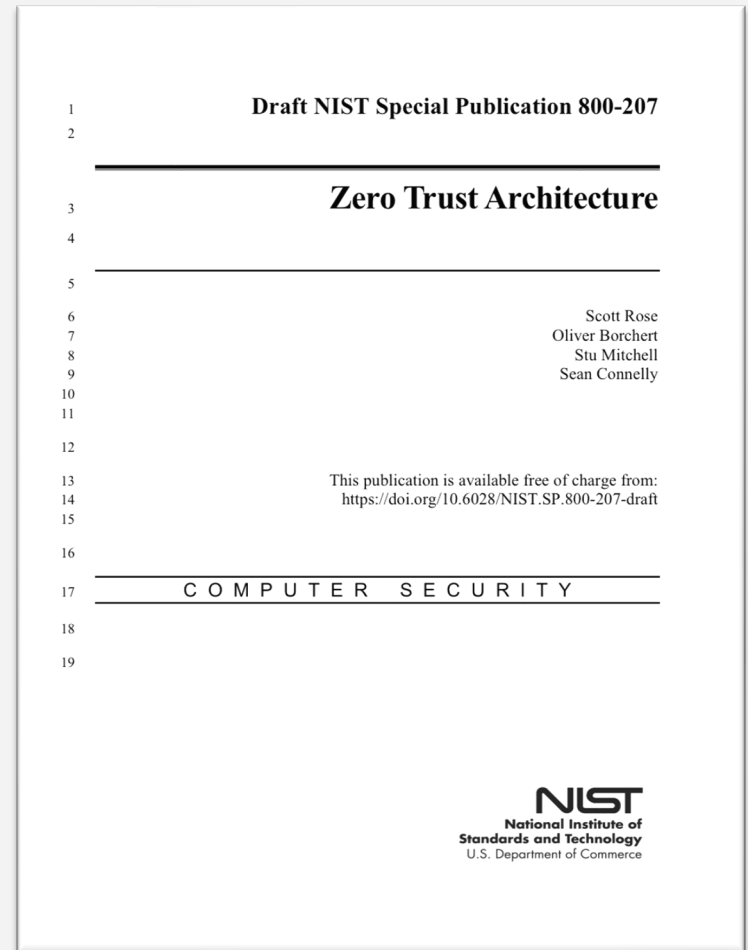 1 Draft NIST Special Publication 800-207
2
3 Zero Trust Architecture
4
5
6 Scott Rose
7 Oliver Borchert
8 Stu Mitchell
9 Sean Connelly
10
11
12
13 This publication is available free of charge from:
14 https://doi.org/10.6028/NIST.SP.800-207-draft
15
16
17 COMPUTER SECURITY
18
19
NIST
National Institute of
Standards and Technology
U.S. Department of Commerce